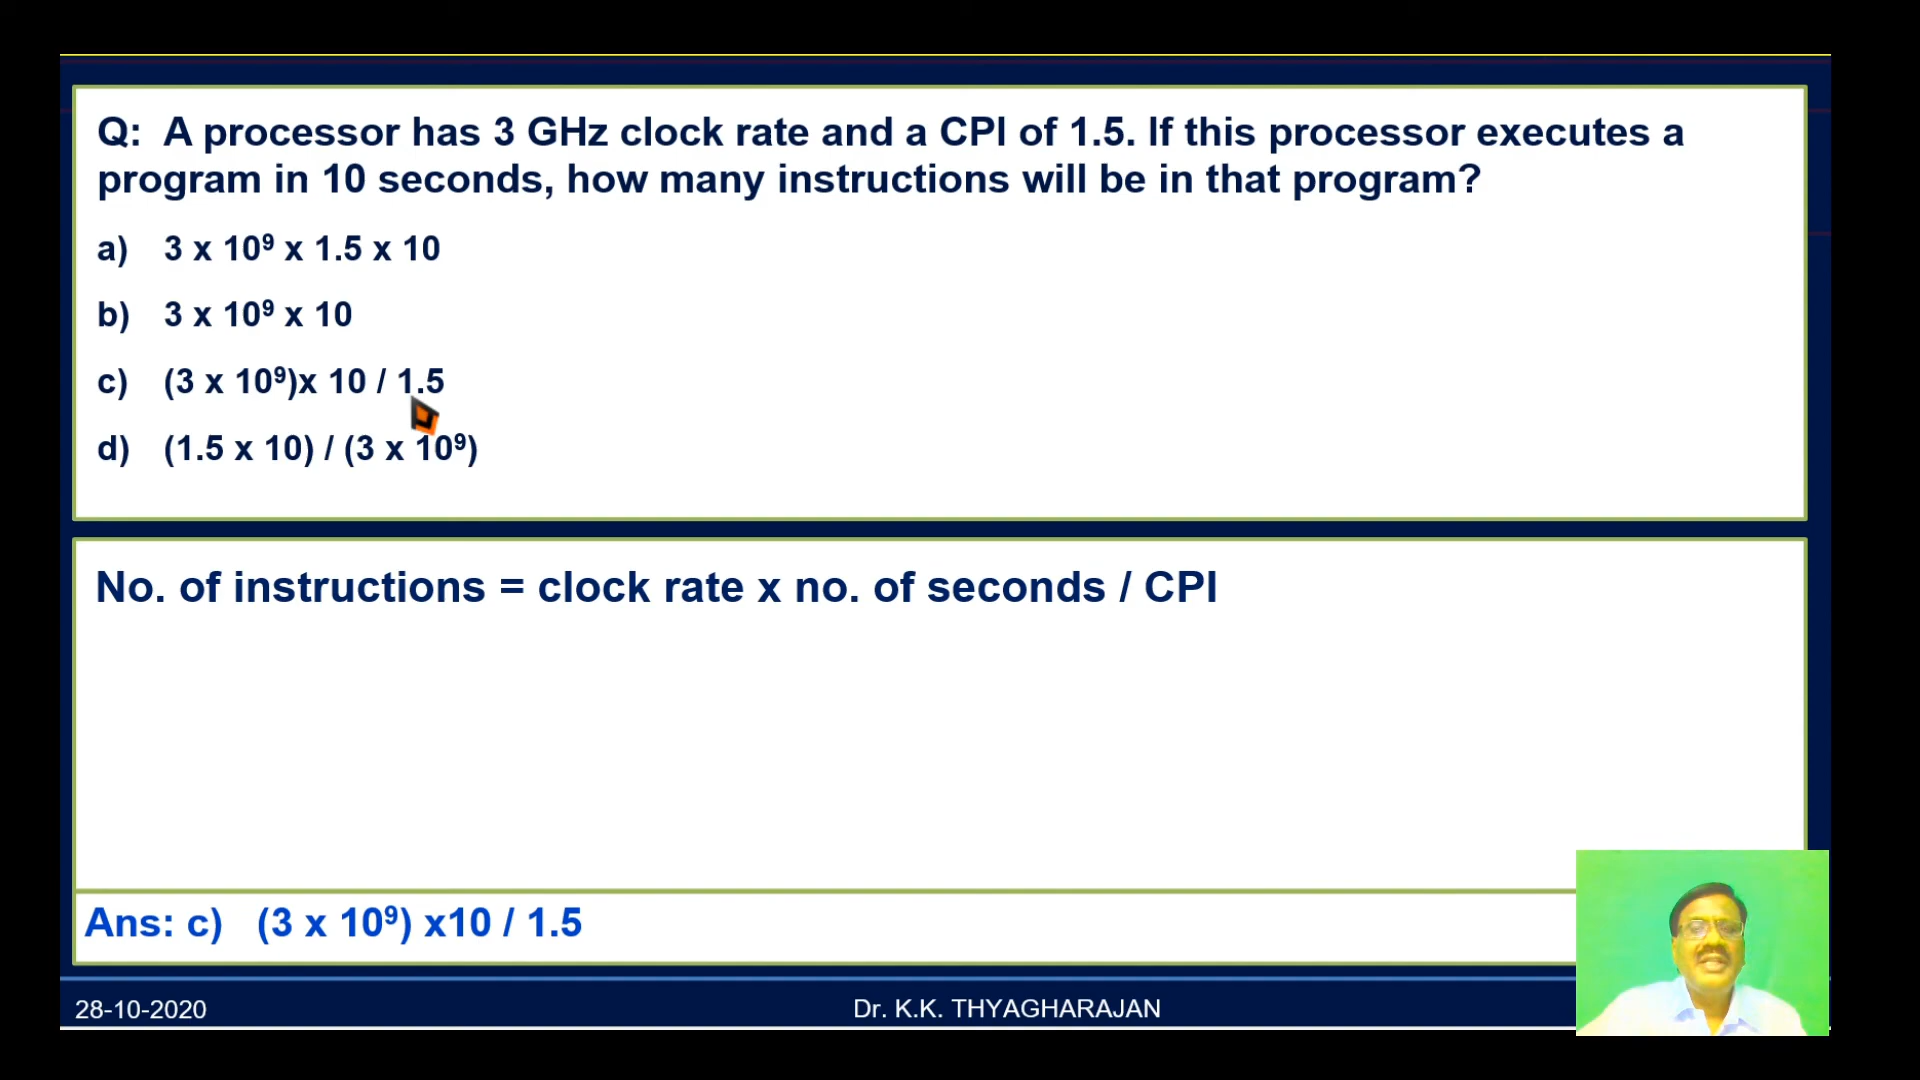 Q: A processor has 3 GHz clock rate and a CPI of 1.5. If this processor executes a
program in 10 seconds, how many instructions will be in that program?
a) 3 x 10⁹ x 1.5 x 10
b) 3 x 10⁹ x 10
c) (3 x 10⁹)x 10 / 1.5
d) (1.5 x 10) / (3 x 10⁹)
No. of instructions = clock rate x no. of seconds / CPI
Ans: c) (3 x 10⁹) x10 / 1.5
28-10-2020
Dr. K.K. THYAGHARAJAN